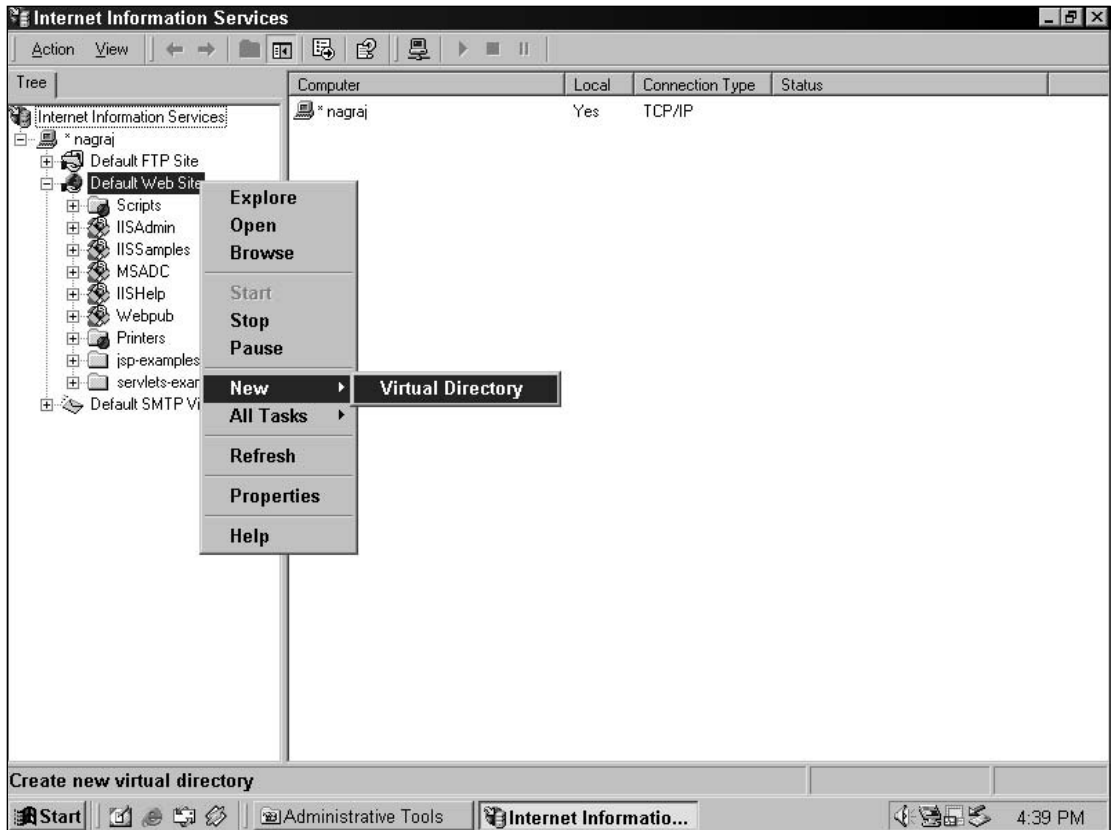 Internet Information Services
Action View
Tree
Computer Local Connection Type Status
Internet Information Services
* nagraj
* nagraj Yes TCP/IP
Default FTP Site
Default Web Site
Scripts
IISAdmin
IISSamples
MSADC
IISHelp
Webpub
Printers
jsp-examples
servlets-exar
Default SMTP Vi
Explore
Open
Browse
Start
Stop
Pause
New
Virtual Directory
All Tasks
Refresh
Properties
Help
Create new virtual directory
Start Administrative Tools Internet Informatio... 4:39 PM